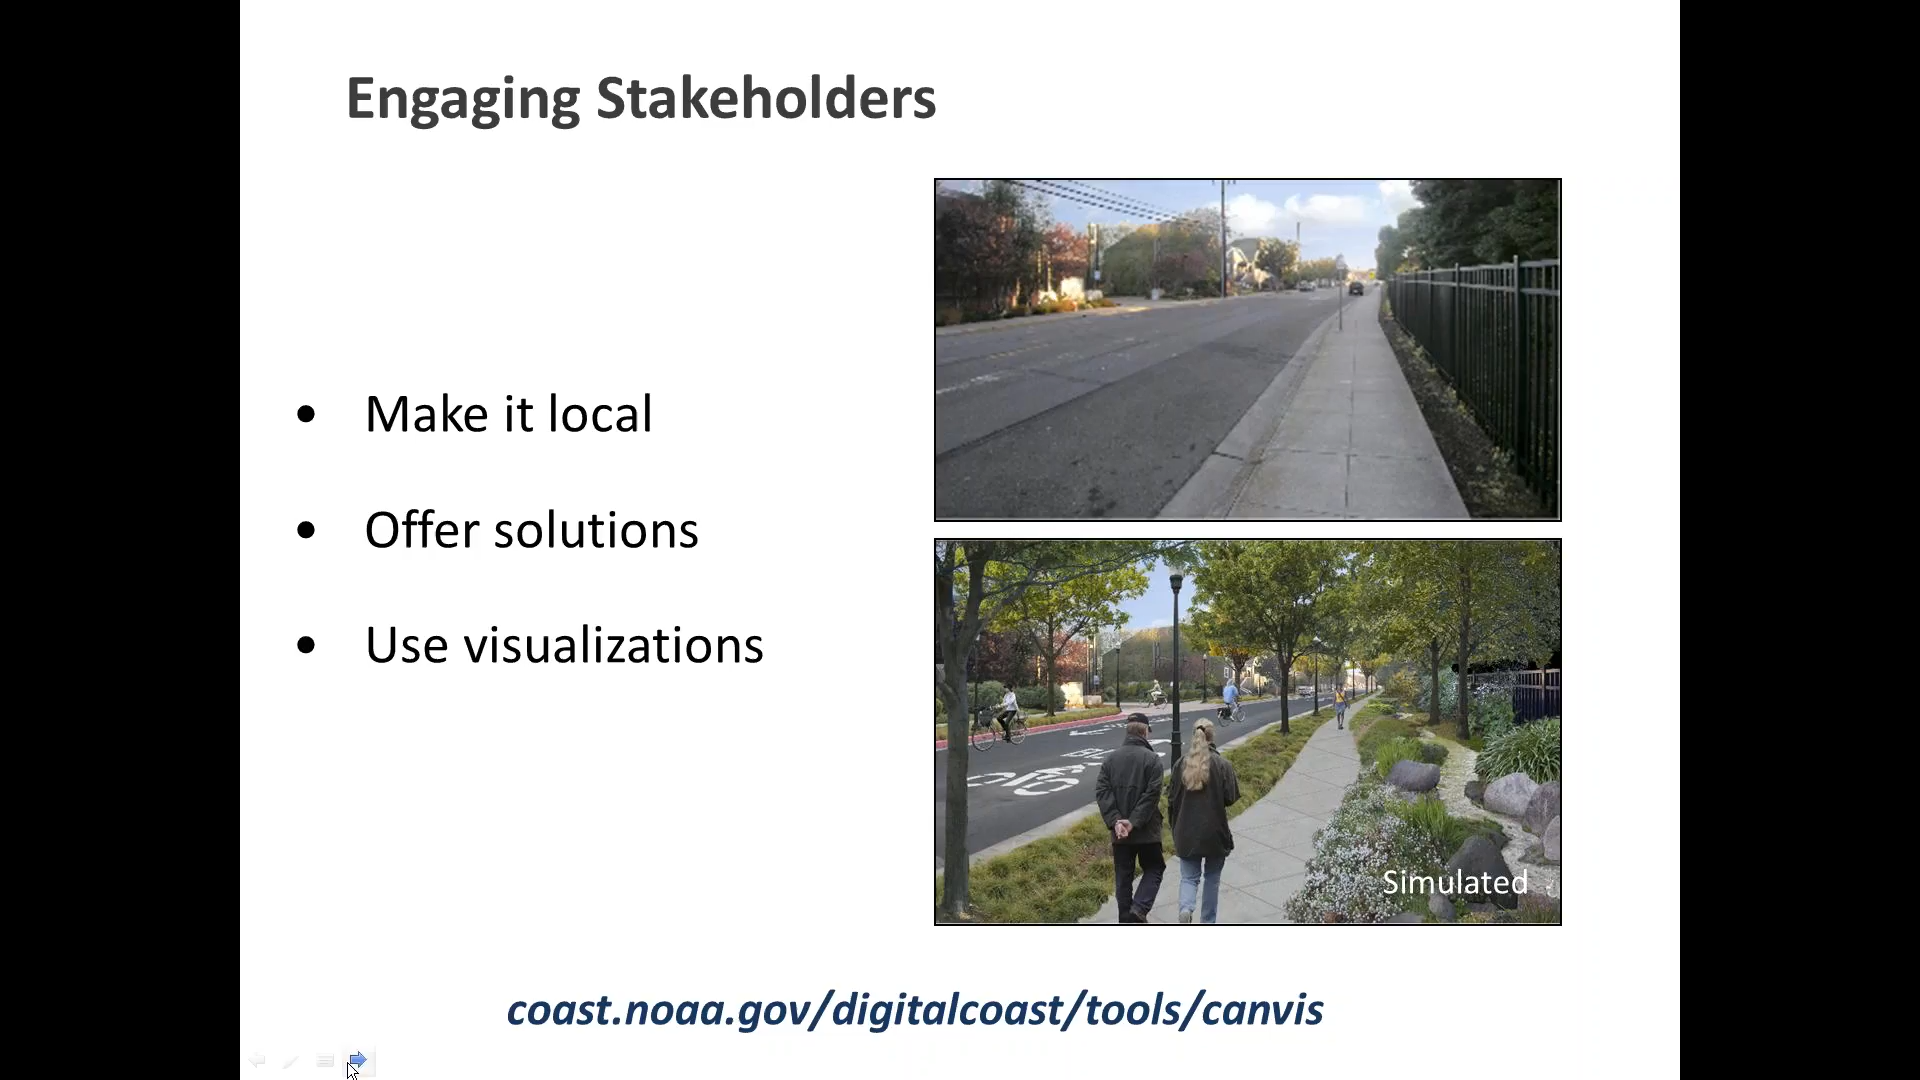 Engaging Stakeholders
• Make it local
• Offer solutions
• Use visualizations
Simulated
coast.noaa.gov/digitalcoast/tools/canvis